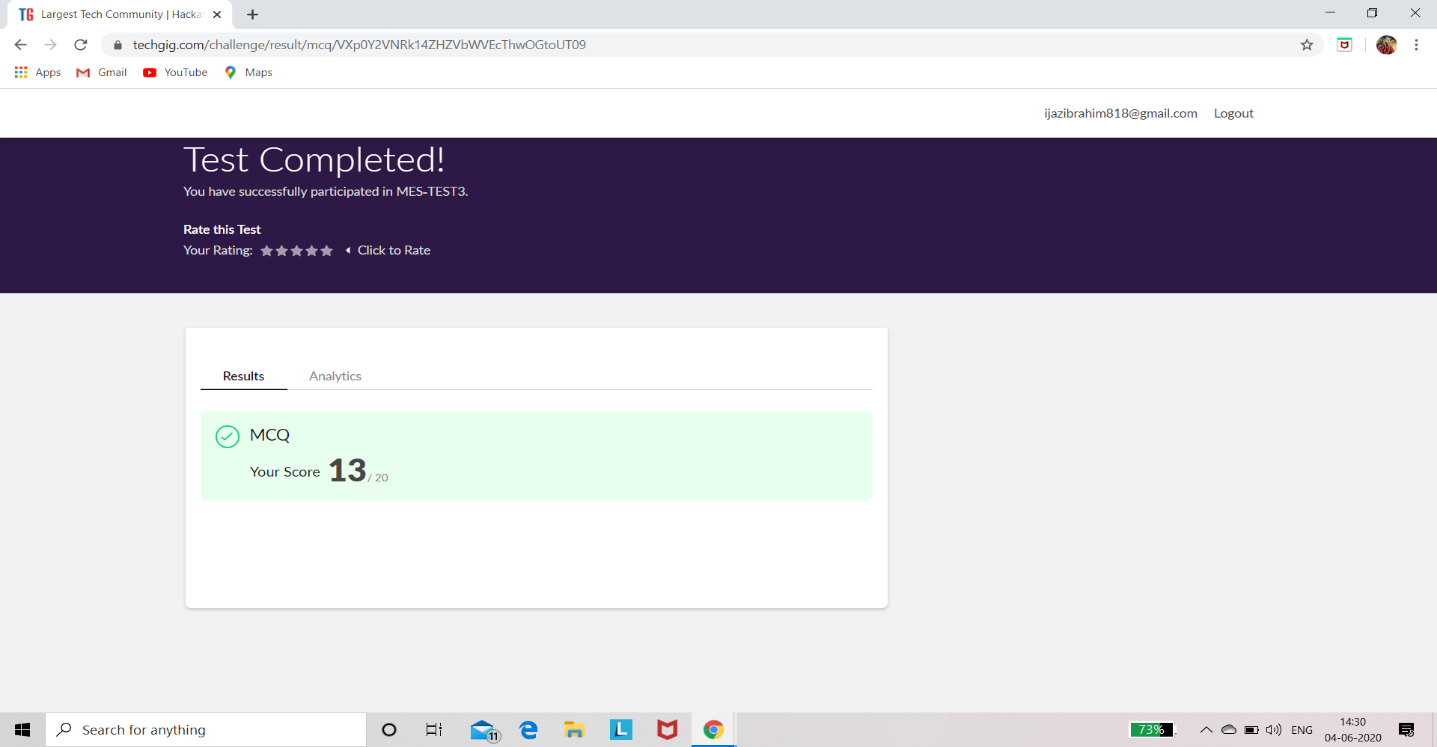 TG Largest Tech Community | Hacka
techgig.com/challenge/result/mcq/VXp0Y2VNRk14ZHZVbWVEcThwOGtoUT09
Apps Gmail YouTube Maps
ijazibrahim818@gmail.com Logout
Test Completed!
You have successfully participated in MES-TEST3.
Rate this Test
Your Rating: Click to Rate
Results Analytics
MCQ
Your Score 13 / 20
Search for anything 11 L 73% ENG 14:30
04-06-2020